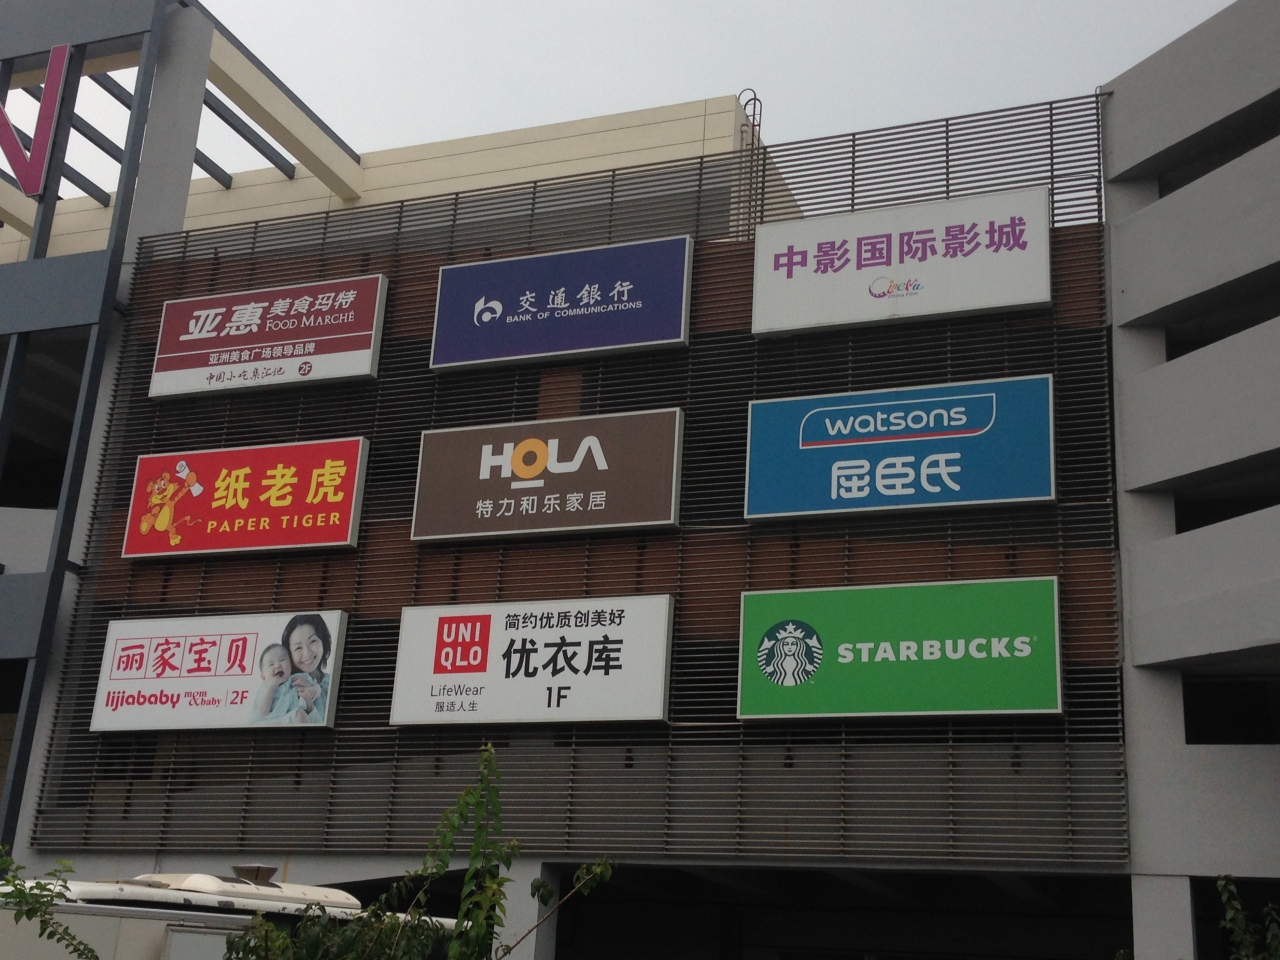 亚惠 美食玛特
FOOD MARCHÉ
亚洲美食广场领导品牌
中国小吃集汇地 2F
交通銀行
BANK OF COMMUNICATIONS
中影国际影城
Cinema
China Film
纸老虎
PAPER TIGER
HOLA
特力和乐家居
watsons
屈臣氏
丽家宝贝
lijiababy mom &baby 2F
UNI
QLO
简约优质创美好
优衣库
1F
LifeWear
服适人生
STARBUCKS